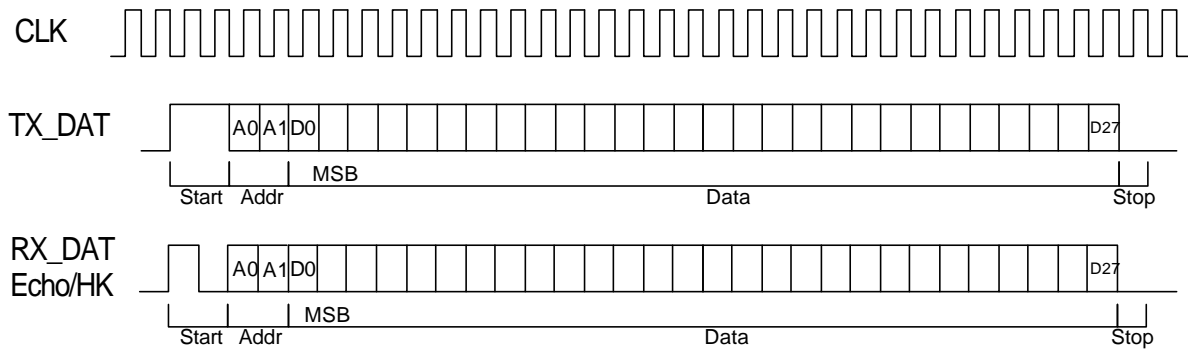 CLK
TX_DAT
A0 A1 D0 D27
MSB
Start Addr Data Stop
RX_DAT
Echo/HK
A0 A1 D0 D27
MSB
Start Addr Data Stop